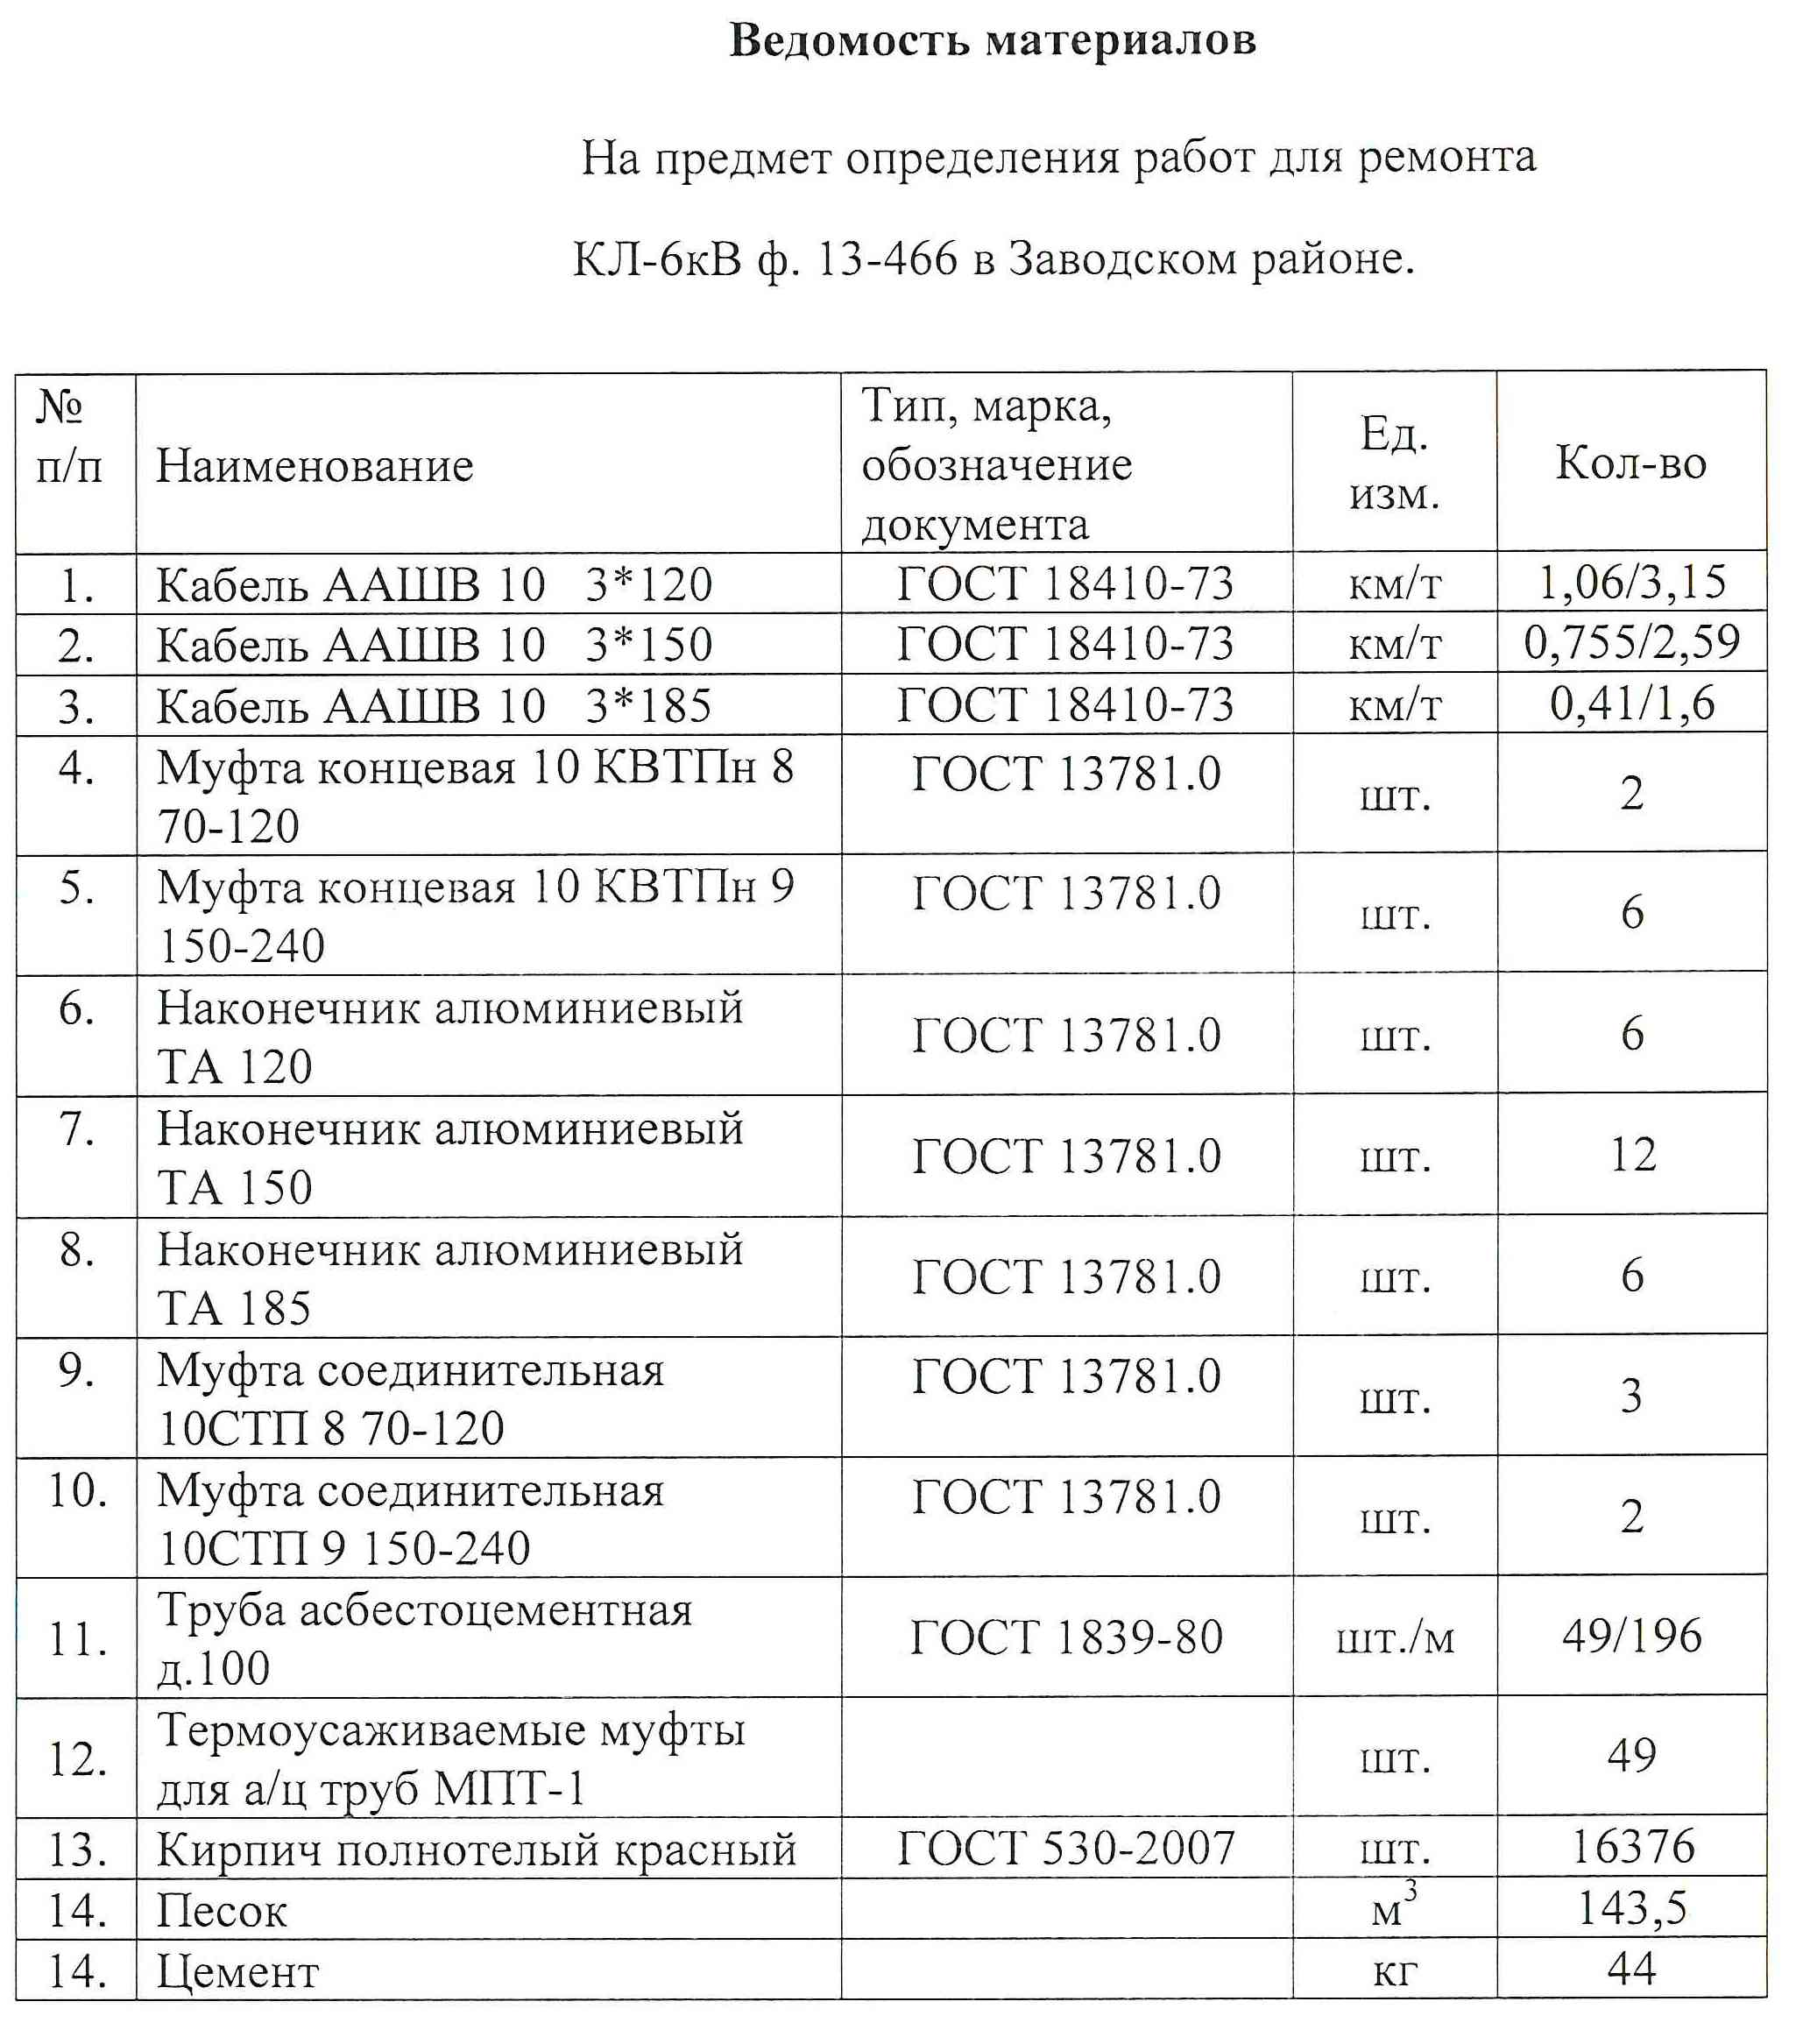 Ведомость материалов
На предмет определения работ для ремонта
КЛ-6кВ ф. 13-466 в Заводском районе.
№ п/п Наименование Тип, марка, обозначение документа Ед. изм. Кол-во
1. Кабель ААШВ 10 3*120 ГОСТ 18410-73 км/т 1,06/3,15
2. Кабель ААШВ 10 3*150 ГОСТ 18410-73 км/т 0,755/2,59
3. Кабель ААШВ 10 3*185 ГОСТ 18410-73 км/т 0,41/1,6
4. Муфта концевая 10 КВТПн 8 ГОСТ 13781.0 шт. 2
70-120
5. Муфта концевая 10 КВТПн 9 ГОСТ 13781.0 шт. 6
150-240
6. Наконечник алюминиевый ГОСТ 13781.0 шт. 6
ТА 120
7. Наконечник алюминиевый ГОСТ 13781.0 шт. 12
ТА 150
8. Наконечник алюминиевый ГОСТ 13781.0 шт. 6
ТА 185
9. Муфта соединительная ГОСТ 13781.0 шт. 3
10СТП 8 70-120
10. Муфта соединительная ГОСТ 13781.0 шт. 2
10СТП 9 150-240
11. Труба асбестоцементная ГОСТ 1839-80 шт./м 49/196
д.100
12. Термоусаживаемые муфты шт. 49
для а/ц труб МПТ-1
13. Кирпич полнотелый красный ГОСТ 530-2007 шт. 16376
14. Песок м³ 143,5
14. Цемент кг 44